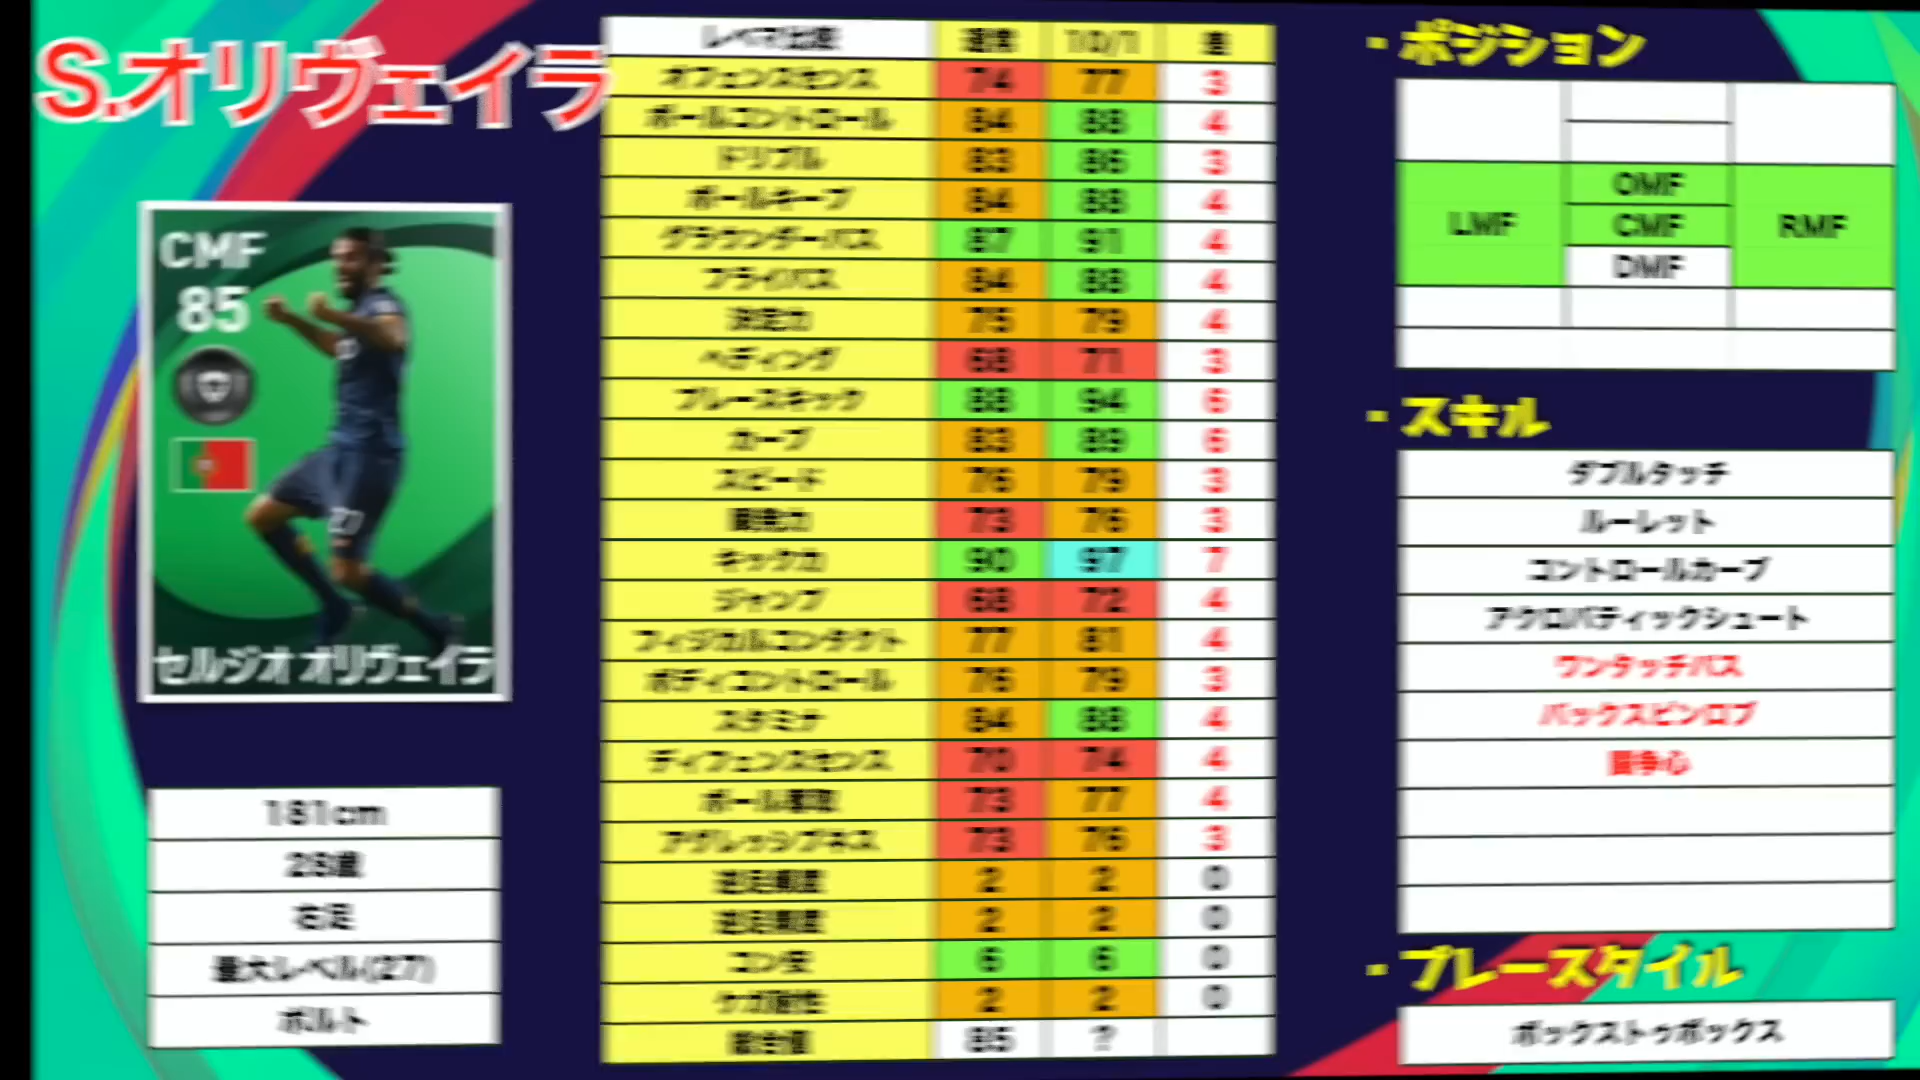 S.オリヴェイラ
CMF
85
セルジオ オリヴェイラ
181cm
28歳
右足
最大レベル(27)
ポルト
レベマ比較 通常 10/1 差
オフェンスセンス 74 77 3
ボールコントロール 84 88 4
ドリブル 83 86 3
ボールキープ 84 88 4
グラウンダーパス 87 91 4
フライパス 84 88 4
決定力 75 79 4
ヘディング 68 71 3
プレースキック 88 94 6
カーブ 83 89 6
スピード 76 79 3
瞬発力 73 76 3
キック力 90 97 7
ジャンプ 68 72 4
フィジカルコンタクト 77 81 4
ボディコントロール 76 79 3
スタミナ 84 88 4
ディフェンスセンス 70 74 4
ボール奪取 73 77 4
アグレッシブネス 73 76 3
逆足頻度 2 2 0
逆足精度 2 2 0
コン安 6 6 0
ケガ耐性 2 2 0
総合値 85 ?
・ポジション
OMF
LMF CMF RMF
DMF
・スキル
ダブルタッチ
ルーレット
コントロールカーブ
アクロバティックシュート
ワンタッチパス
バックスピンロブ
闘争心
・プレースタイル
ボックストゥボックス